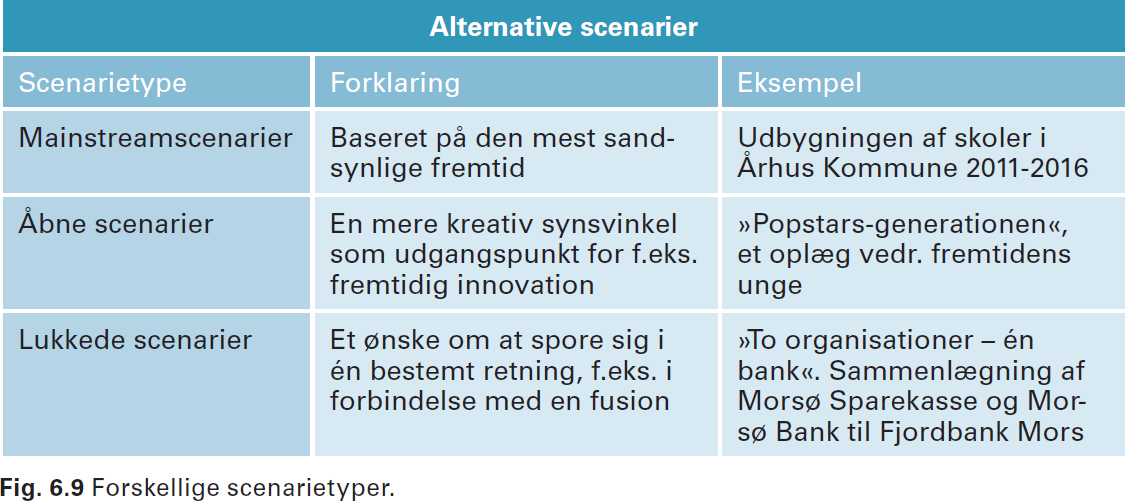 Alternative scenarier
Scenarietype
Forklaring
Eksempel
Mainstreamscenarier
Baseret på den mest sand-
synlige fremtid
Udbygningen af skoler i
Århus Kommune 2011-2016
Åbne scenarier
En mere kreativ synsvinkel
som udgangspunkt for f.eks.
fremtidig innovation
»Popstars-generationen«,
et oplæg vedr. fremtidens
unge
Lukkede scenarier
Et ønske om at spore sig i
én bestemt retning, f.eks. i
forbindelse med en fusion
»To organisationer – én
bank«. Sammenlægning af
Morsø Sparekasse og Mor-
sø Bank til Fjordbank Mors
Fig. 6.9 Forskellige scenarietyper.